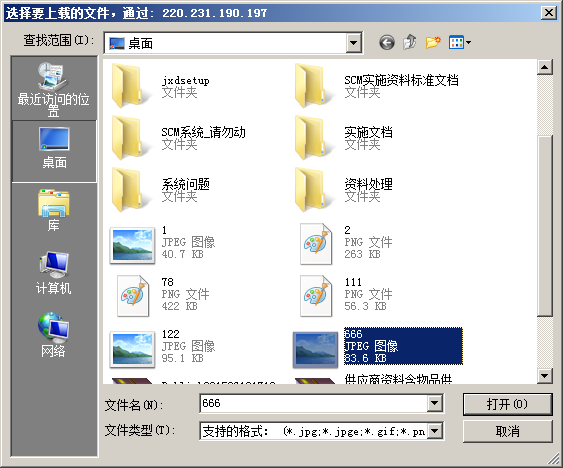 选择要上载的文件，通过: 220.231.190.197
查找范围(I):
桌面
最近访问的位
置
桌面
库
计算机
网络
jxdsetup
文件夹
SCM实施资料标准文档
文件夹
SCM系统_请勿动
文件夹
实施文档
文件夹
系统问题
文件夹
资料处理
文件夹
1
JPEG 图像
40.7 KB
2
PNG 文件
263 KB
78
PNG 文件
422 KB
111
PNG 文件
56.3 KB
122
JPEG 图像
95.1 KB
666
JPEG 图像
83.6 KB
供应商资料含物品供
文件名(N):
666
打开(O)
文件类型(T):
支持的格式: (*.jpg;*.jpge;*.gif;*.pn
取消